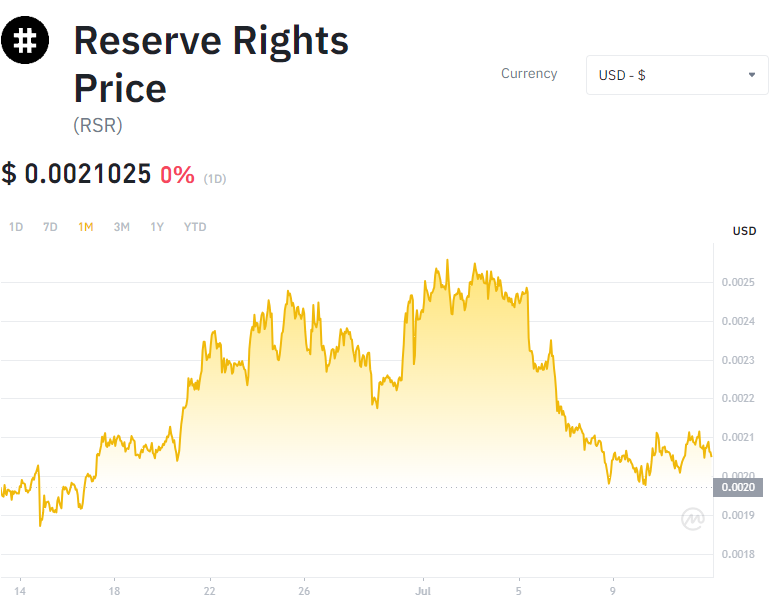 Reserve Rights
Price
(RSR)
Currency
USD - $
$ 0.0021025 0% (1D)
1D 7D 1M 3M 1Y YTD
USD
0.0025
0.0024
0.0023
0.0022
0.0021
0.0020
0.0020
0.0019
0.0018
14 18 22 26 Jul 5 9